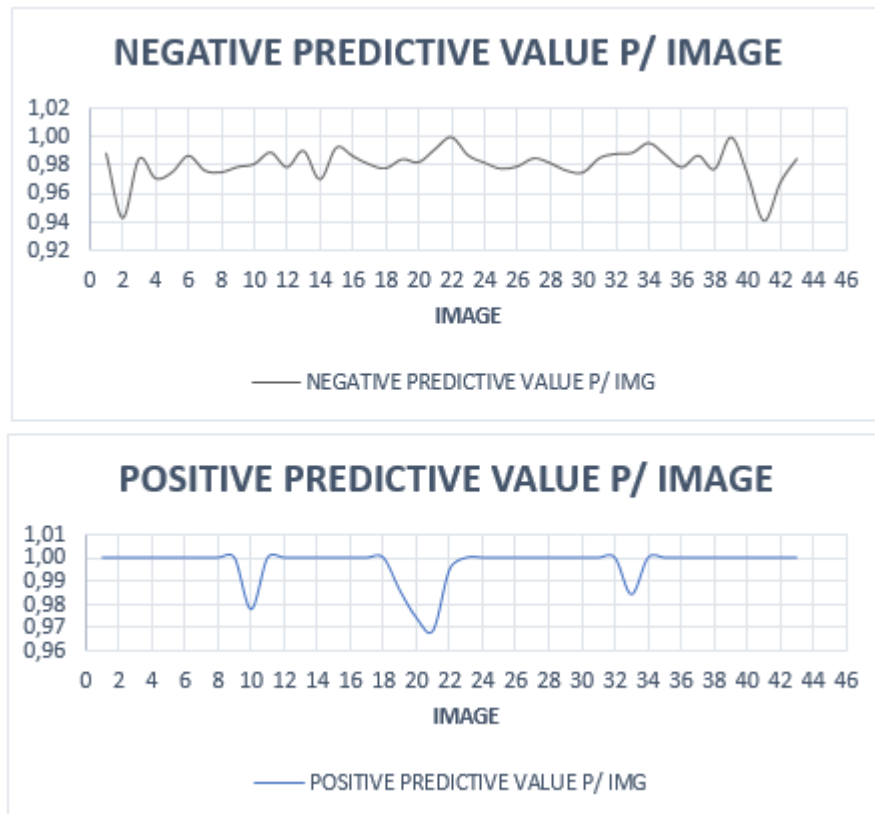 NEGATIVE PREDICTIVE VALUE P/ IMAGE
1,02
1,00
0,98
0,96
0,94
0,92
0 2 4 6 8 10 12 14 16 18 20 22 24 26 28 30 32 34 36 38 40 42 44 46
IMAGE
NEGATIVE PREDICTIVE VALUE P/ IMG
POSITIVE PREDICTIVE VALUE P/ IMAGE
1,01
1,00
0,99
0,98
0,97
0,96
0 2 4 6 8 10 12 14 16 18 20 22 24 26 28 30 32 34 36 38 40 42 44 46
IMAGE
POSITIVE PREDICTIVE VALUE P/ IMG